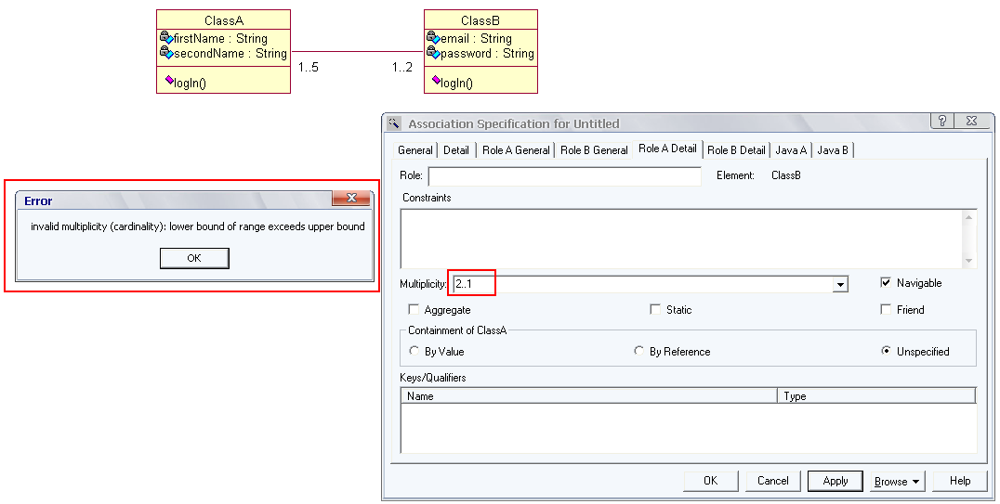 ClassA
firstName : String
secondName : String
logIn()
1..5
1..2
ClassB
email : String
password : String
logIn()
Error
invalid multiplicity (cardinality): lower bound of range exceeds upper bound
OK
Association Specification for Untitled
General Detail Role A General Role B General Role A Detail Role B Detail Java A Java B
Role: Element: ClassB
Constraints
Multiplicity: 2..1 Navigable
Aggregate Static Friend
Containment of ClassA
By Value By Reference Unspecified
Keys/Qualifiers
Name Type
OK Cancel Apply Browse Help